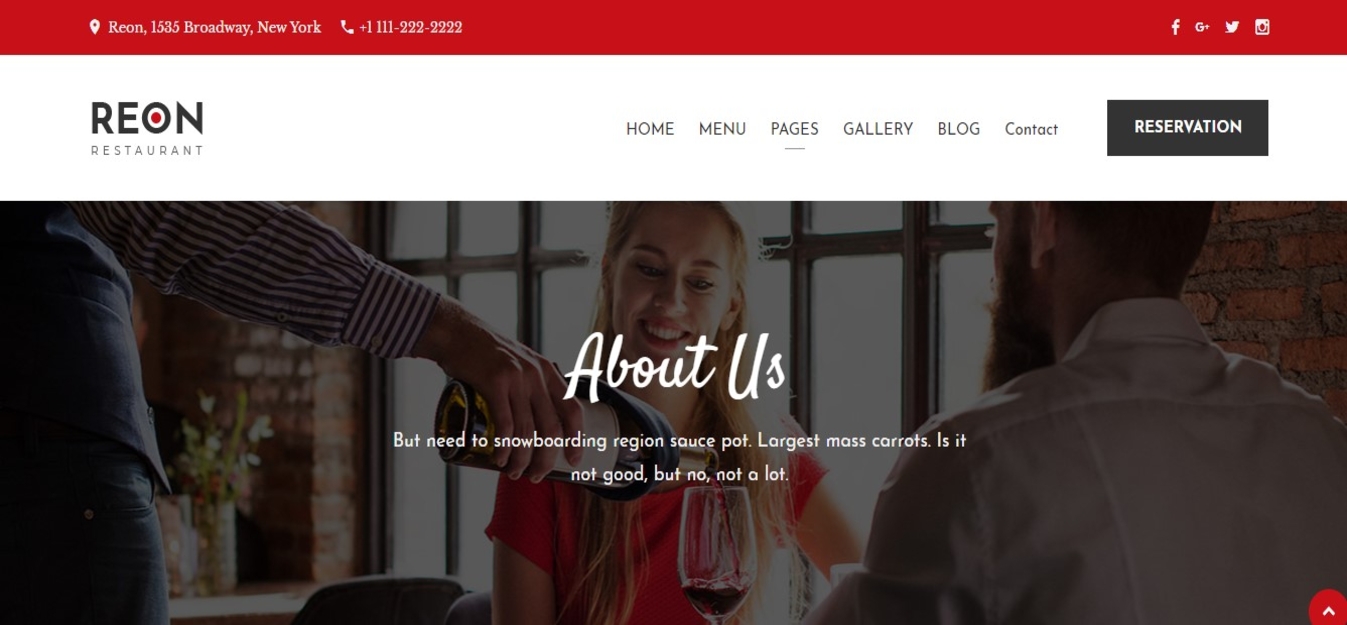 Reon, 1535 Broadway, New York
+1 111-222-2222
G+
REON
RESTAURANT
HOME
MENU
PAGES
GALLERY
BLOG
Contact
RESERVATION
About Us
But need to snowboarding region sauce pot. Largest mass carrots. Is it
not good, but no, not a lot.